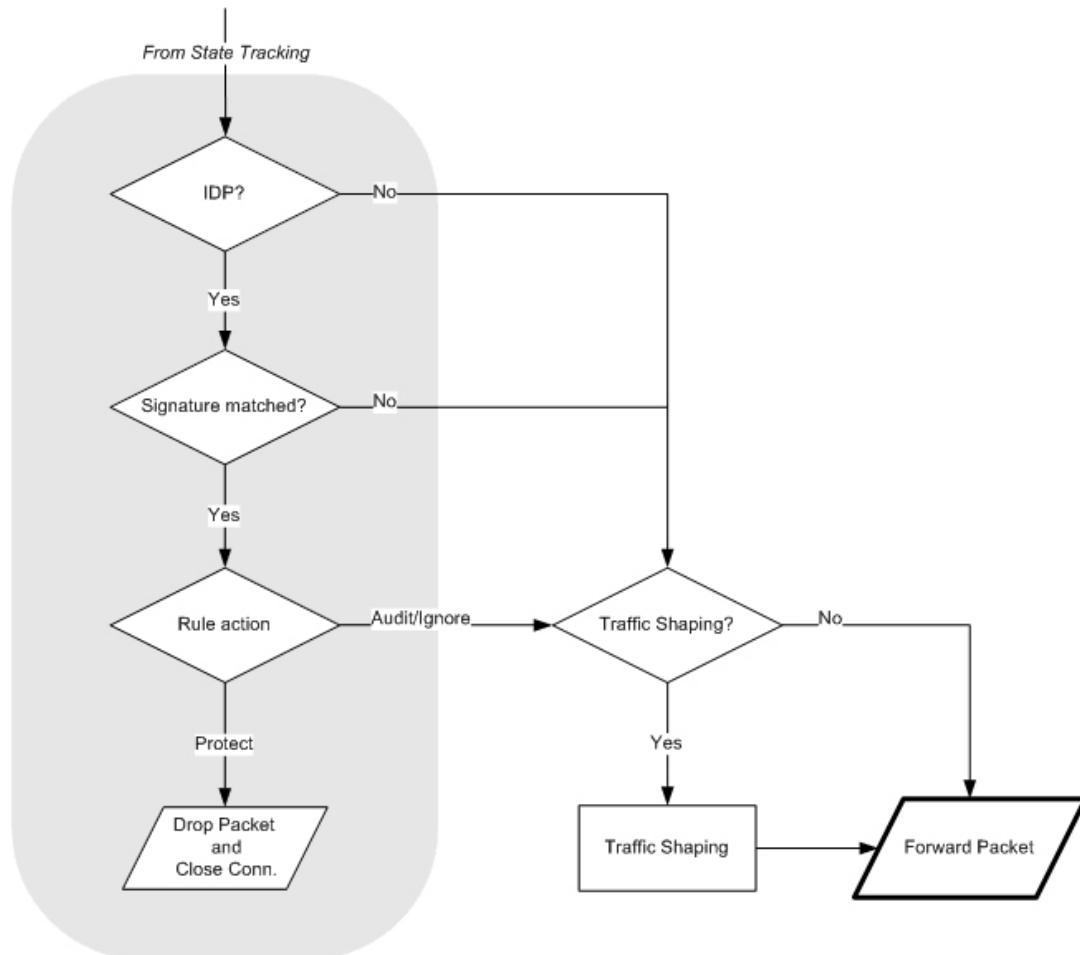 From State Tracking
IDP?
No
Yes
Signature matched?
No
Yes
Rule action
Audit/Ignore
Traffic Shaping?
No
Protect
Yes
Drop Packet
and
Close Conn.
Traffic Shaping
Forward Packet